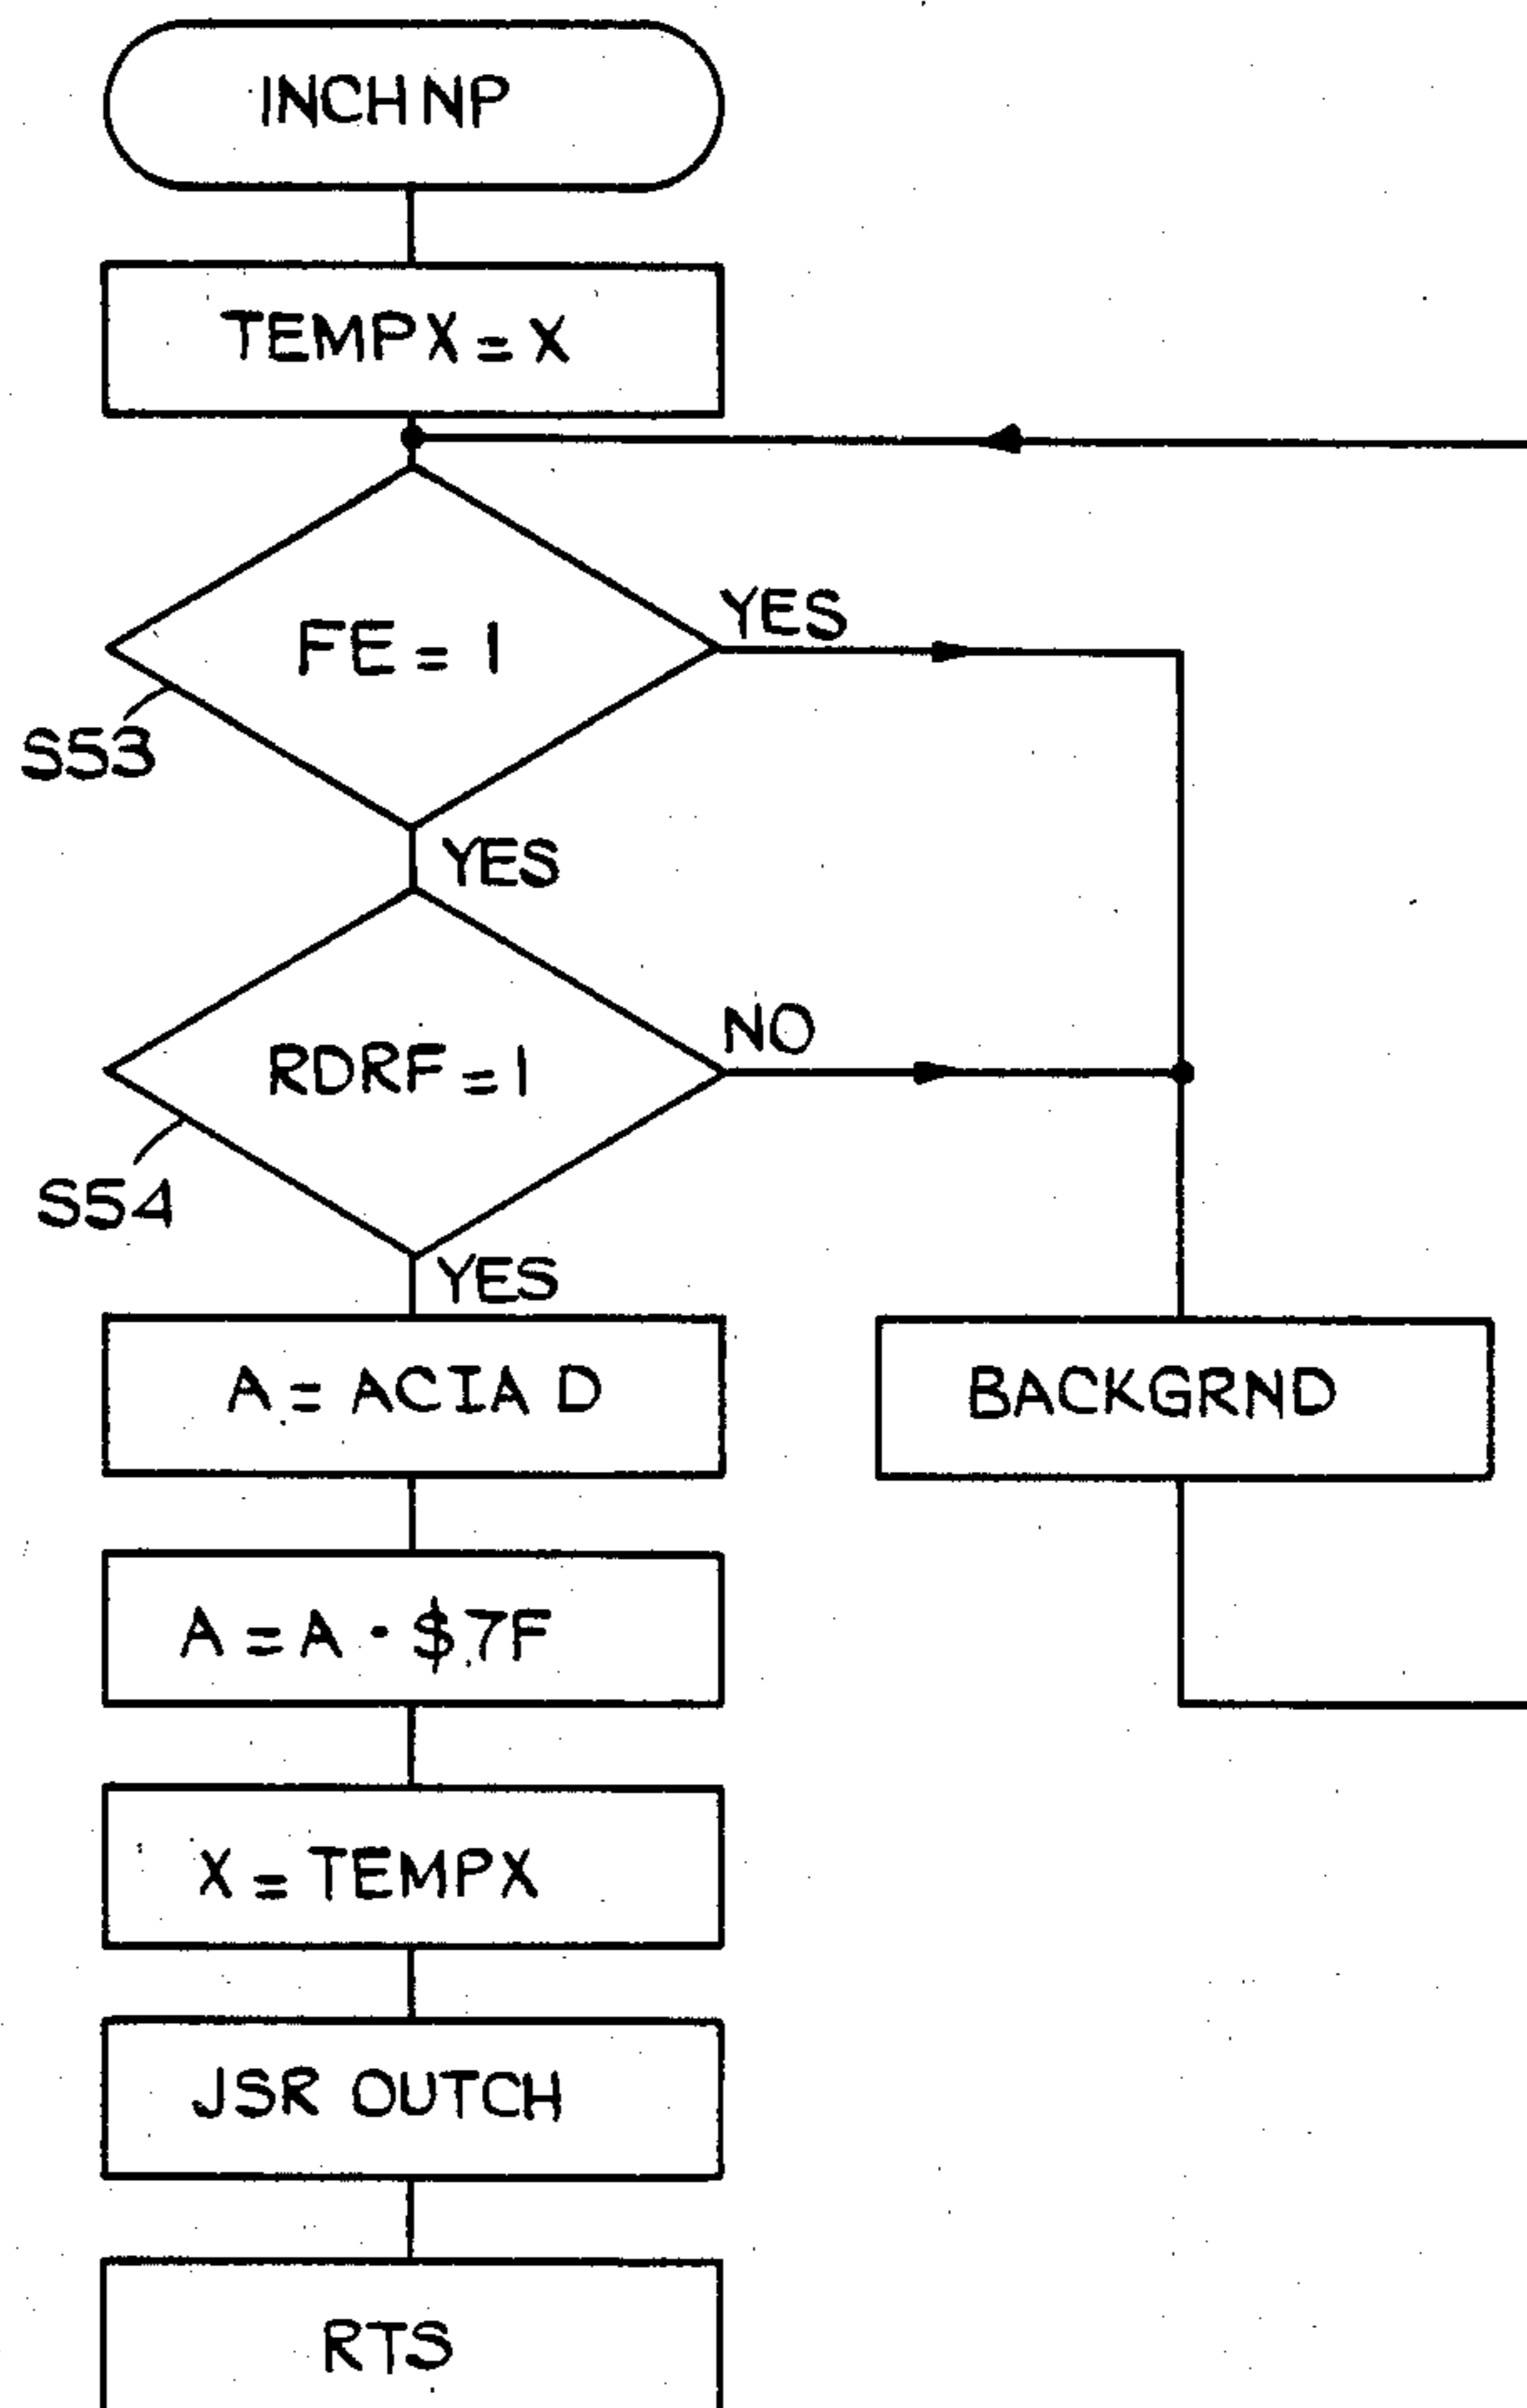 INCHNP
TEMPX = X
FE = 1
YES
S53
YES
RDRF = 1
NO
S54
YES
A = ACIA D
BACKGRND
A = A · $7F
X = TEMPX
JSR OUTCH
RTS